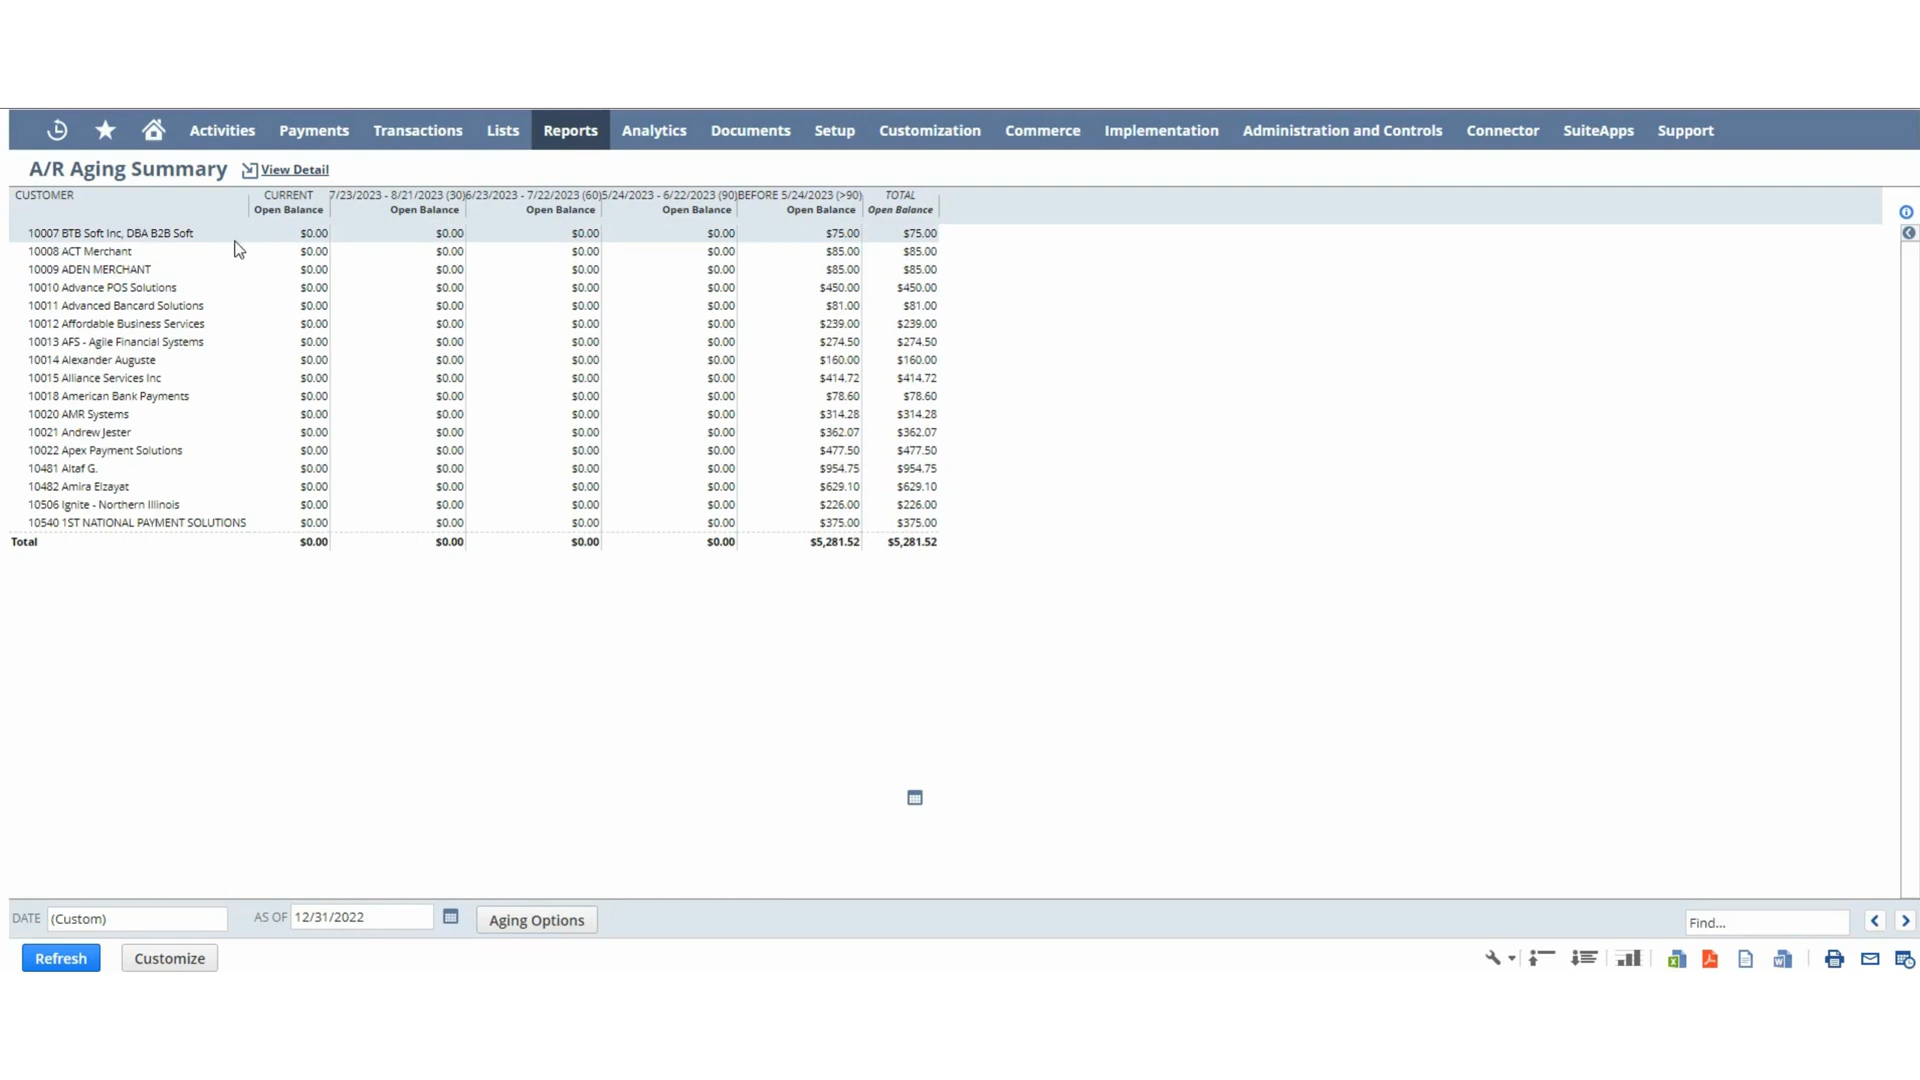 Activities Payments Transactions Lists Reports Analytics Documents Setup Customization Commerce Implementation Administration and Controls Connector SuiteApps Support
A/R Aging Summary View Detail
CUSTOMER CURRENT 7/23/2023 - 8/21/2023 (30) 6/23/2023 - 7/22/2023 (60) 5/24/2023 - 6/22/2023 (90) BEFORE 5/24/2023 (>90) TOTAL
Open Balance Open Balance Open Balance Open Balance Open Balance Open Balance
10007 BTB Soft Inc, DBA B2B Soft $0.00 $0.00 $0.00 $0.00 $75.00 $75.00
10008 ACT Merchant $0.00 $0.00 $0.00 $0.00 $85.00 $85.00
10009 ADEN MERCHANT $0.00 $0.00 $0.00 $0.00 $85.00 $85.00
10010 Advance POS Solutions $0.00 $0.00 $0.00 $0.00 $450.00 $450.00
10011 Advanced Bancard Solutions $0.00 $0.00 $0.00 $0.00 $81.00 $81.00
10012 Affordable Business Services $0.00 $0.00 $0.00 $0.00 $239.00 $239.00
10013 AFS - Agile Financial Systems $0.00 $0.00 $0.00 $0.00 $274.50 $274.50
10014 Alexander Auguste $0.00 $0.00 $0.00 $0.00 $160.00 $160.00
10015 Alliance Services Inc $0.00 $0.00 $0.00 $0.00 $414.72 $414.72
10018 American Bank Payments $0.00 $0.00 $0.00 $0.00 $78.60 $78.60
10020 AMR Systems $0.00 $0.00 $0.00 $0.00 $314.28 $314.28
10021 Andrew Jester $0.00 $0.00 $0.00 $0.00 $362.07 $362.07
10022 Apex Payment Solutions $0.00 $0.00 $0.00 $0.00 $477.50 $477.50
10481 Altaf G. $0.00 $0.00 $0.00 $0.00 $954.75 $954.75
10482 Amira Elzayat $0.00 $0.00 $0.00 $0.00 $629.10 $629.10
10506 Ignite - Northern Illinois $0.00 $0.00 $0.00 $0.00 $226.00 $226.00
10540 1ST NATIONAL PAYMENT SOLUTIONS $0.00 $0.00 $0.00 $0.00 $375.00 $375.00
Total $0.00 $0.00 $0.00 $0.00 $5,281.52 $5,281.52
DATE (Custom) AS OF 12/31/2022 Aging Options Find...
Refresh Customize